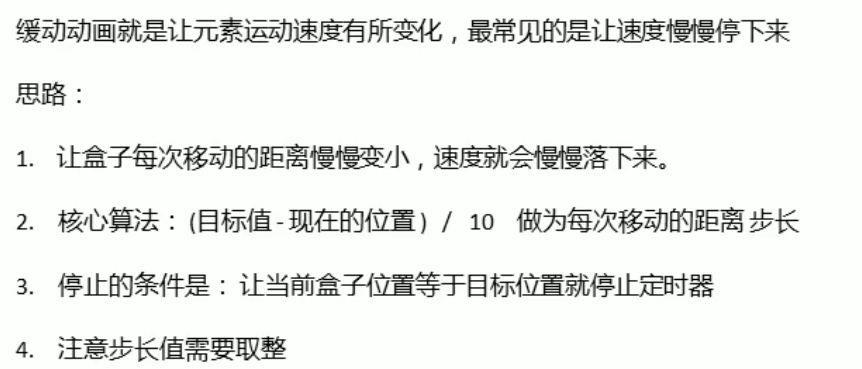 缓动动画就是让元素运动速度有所变化，最常见的是让速度慢慢停下来
思路：
1. 让盒子每次移动的距离慢慢变小，速度就会慢慢落下来。
2. 核心算法：(目标值-现在的位置) / 10 做为每次移动的距离 步长
3. 停止的条件是：让当前盒子位置等于目标位置就停止定时器
4. 注意步长值需要取整